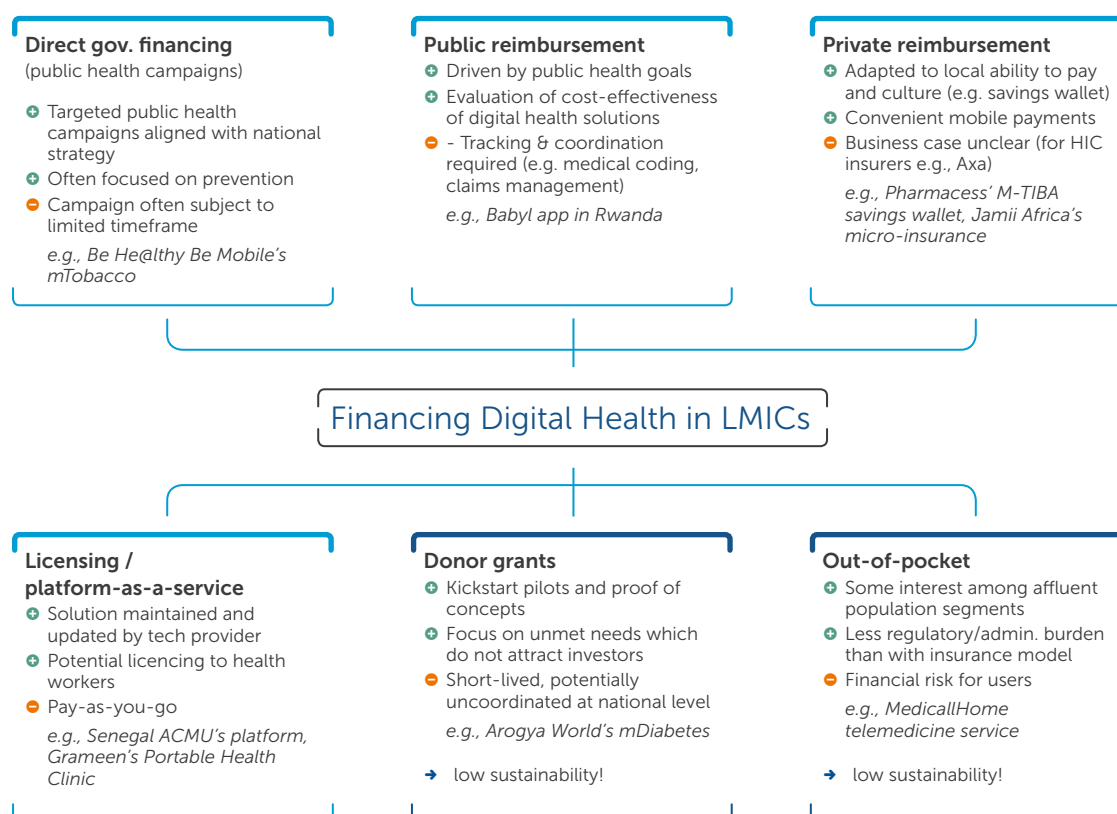 Direct gov. financing
(public health campaigns)
Targeted public health
campaigns aligned with national
strategy
Often focused on prevention
Campaign often subject to
limited timeframe
e.g., Be He@lthy Be Mobile's
mTobacco
Public reimbursement
Driven by public health goals
Evaluation of cost-effectiveness
of digital health solutions
- Tracking & coordination
required (e.g. medical coding,
claims management)
e.g., Babyl app in Rwanda
Private reimbursement
Adapted to local ability to pay
and culture (e.g. savings wallet)
Convenient mobile payments
Business case unclear (for HIC
insurers e.g., Axa)
e.g., Pharmacess' M-TIBA
savings wallet, Jamii Africa's
micro-insurance
Financing Digital Health in LMICs
Licensing /
platform-as-a-service
Solution maintained and
updated by tech provider
Potential licencing to health
workers
Pay-as-you-go
e.g., Senegal ACMU's platform,
Grameen's Portable Health
Clinic
Donor grants
Kickstart pilots and proof of
concepts
Focus on unmet needs which
do not attract investors
Short-lived, potentially
uncoordinated at national level
e.g., Arogya World's mDiabetes
➔ low sustainability!
Out-of-pocket
Some interest among affluent
population segments
Less regulatory/admin. burden
than with insurance model
Financial risk for users
e.g., MedicallHome
telemedicine service
➔ low sustainability!